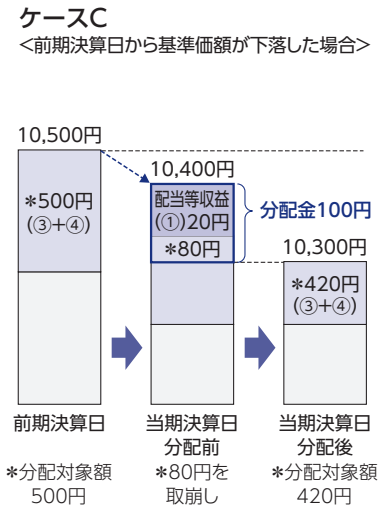 ケースC
<前期決算日から基準価額が下落した場合>
10,500円
10,400円
*500円
(③+④)
配当等収益
(①)20円
*80円
分配金100円
10,300円
*420円
(③+④)
前期決算日
*分配対象額
500円
当期決算日
分配前
*80円を
取崩し
当期決算日
分配後
*分配対象額
420円